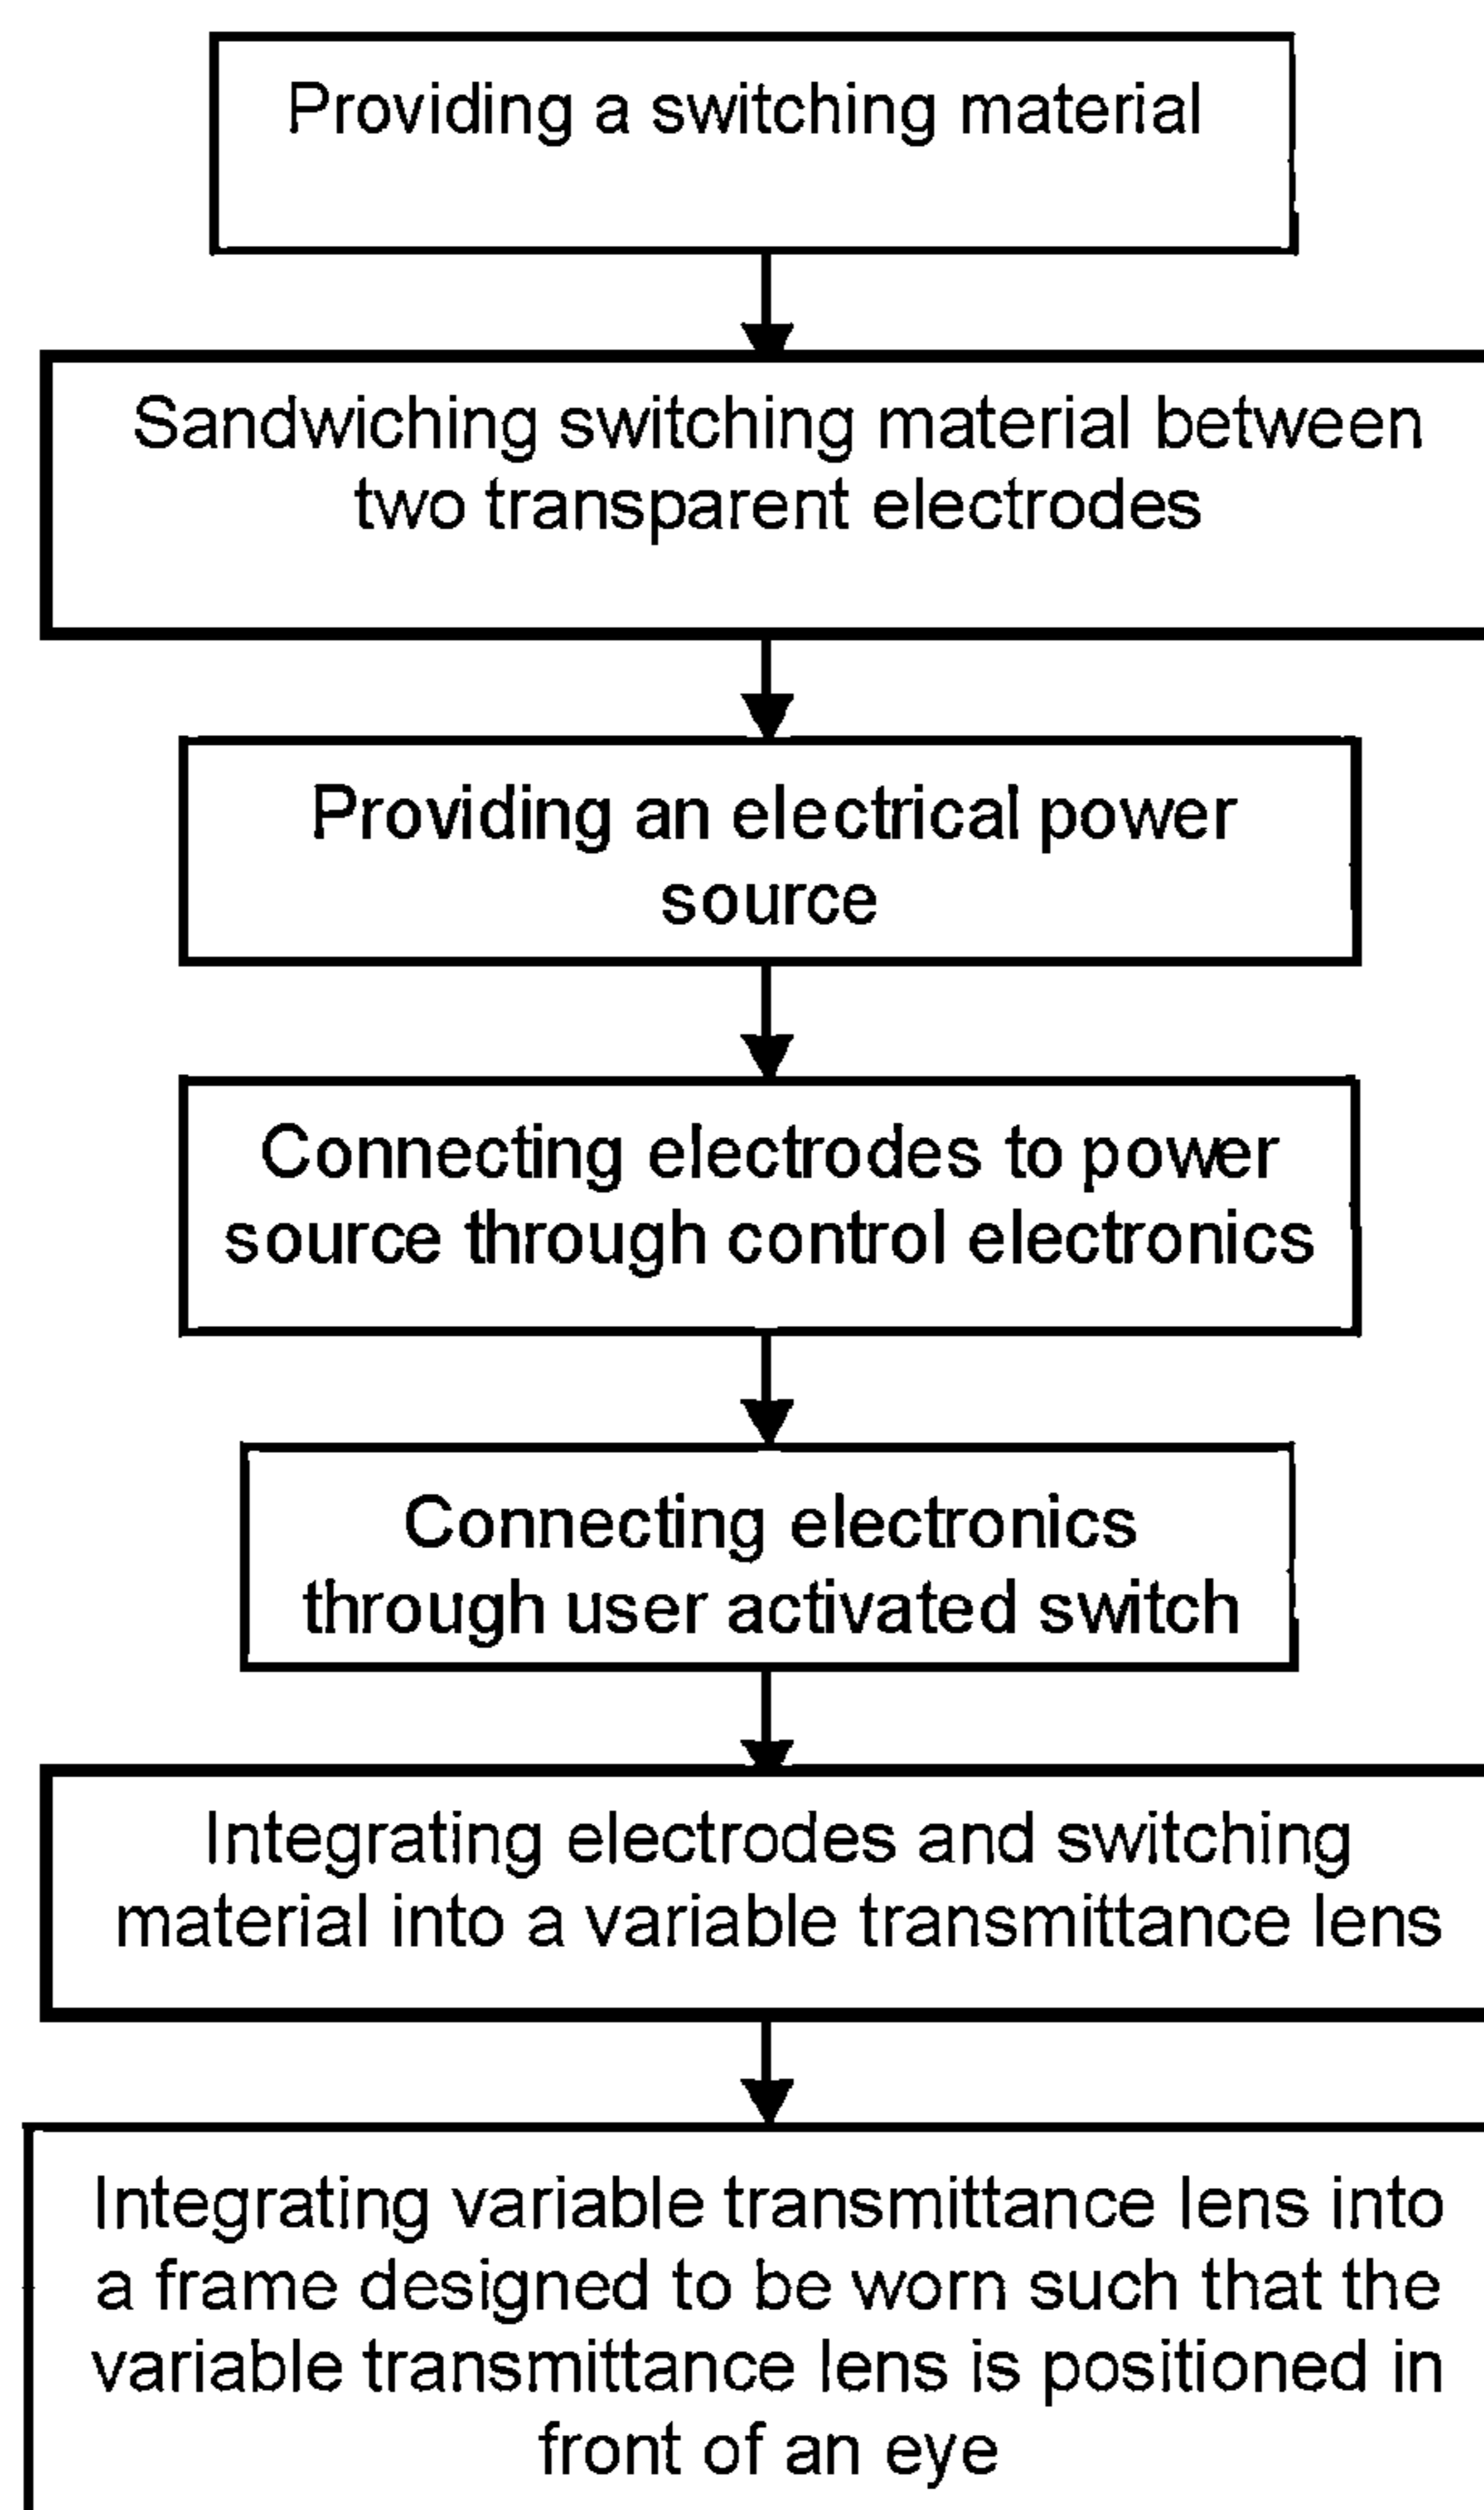 Providing a switching material
Sandwiching switching material between
two transparent electrodes
Providing an electrical power
source
Connecting electrodes to power
source through control electronics
Connecting electronics
through user activated switch
Integrating electrodes and switching
material into a variable transmittance lens
Integrating variable transmittance lens into
a frame designed to be worn such that the
variable transmittance lens is positioned in
front of an eye